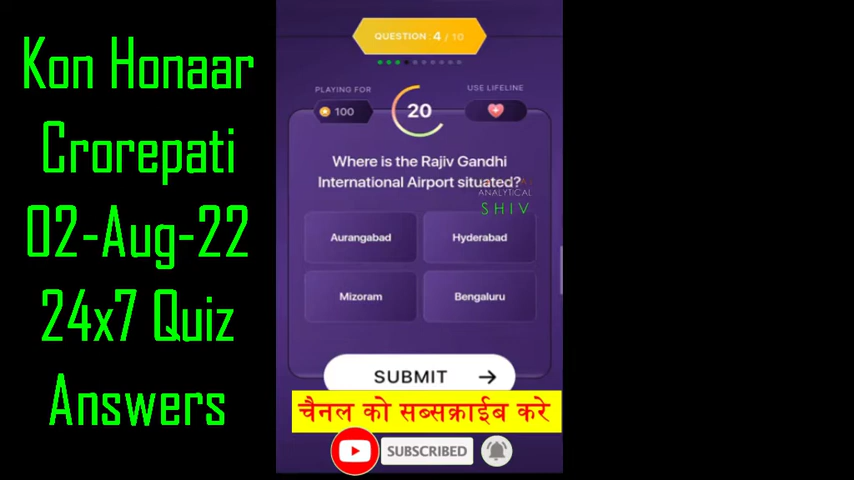 Kon Honaar
Crorepati
02-Aug-22
24x7 Quiz
Answers
QUESTION : 4 / 10
PLAYING FOR
100
20
USE LIFELINE
Where is the Rajiv Gandhi
International Airport situated?
ANALYTICAL
SHIV
Aurangabad
Hyderabad
Mizoram
Bengaluru
SUBMIT
चैनल को सब्सक्राईब करे
SUBSCRIBED